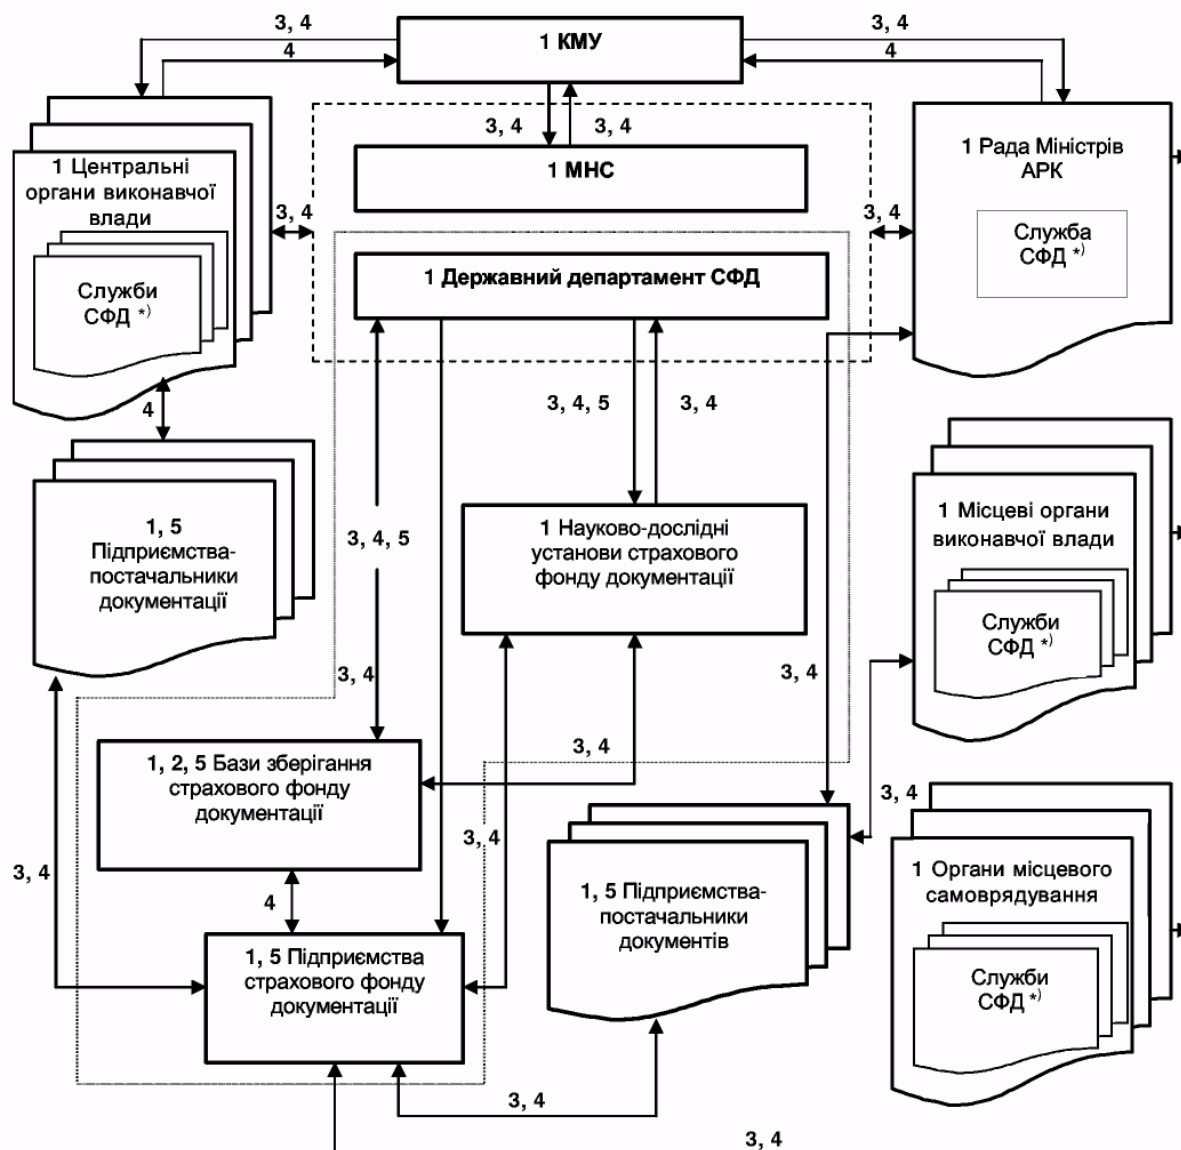 3, 4
1 КМУ
3, 4
4
4
3, 4
3, 4
1 МНС
1 Центральні
органи виконавчої
влади
3, 4
3, 4
1 Рада Міністрів
АРК
Служба
СФД *)
Служби
СФД *)
1 Державний департамент СФД
4
3, 4, 5
3, 4
1, 5
Підприємства-
постачальники
документації
3, 4, 5
1 Науково-дослідні
установи страхового
фонду документації
1 Місцеві органи
виконавчої влади
Служби
СФД *)
3, 4
3, 4
1, 2, 5 Бази зберігання
страхового фонду
документації
3, 4
3, 4
3, 4
3, 4
4
1, 5 Підприємства-
постачальники
документів
1 Органи місцевого
самоврядування
Служби
СФД *)
1, 5 Підприємства
страхового фонду
документації
3, 4
3, 4